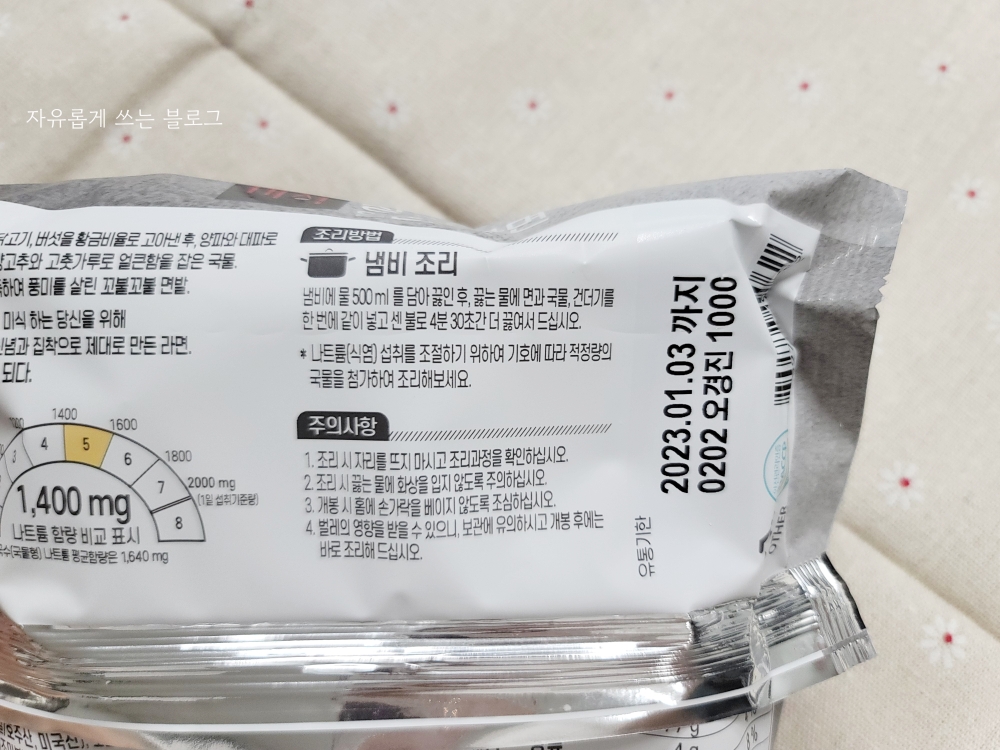 자유롭게 쓰는 블로그
버섯을 황금비율로 고아낸 후, 양파와 대파로
고춧가루로 얼큰함을 잡은 국물.
풍미를 살린 꼬불꼬불 면발.
미식 하는 당신을 위해
집착으로 제대로 만든 라면.
되다.
1400
1600
1800
2000 mg
(1일 섭취기준량)
3 4 5 6 7 8
1,400 mg
나트륨 함량 비교 표시
나트륨 평균함량은 1,640 mg
조리방법
냄비 조리
냄비에 물 500 ml 를 담아 끓인 후, 끓는 물에 면과 국물, 건더기를
한 번에 같이 넣고 센 불로 4분 30초간 더 끓여서 드십시오.
* 나트륨(식염) 섭취를 조절하기 위하여 기호에 따라 적정량의
국물을 첨가하여 조리해보세요.
주의사항
1. 조리 시 자리를 뜨지 마시고 조리과정을 확인하십시오.
2. 조리 시 끓는 물에 화상을 입지 않도록 주의하십시오.
3. 개봉 시 홈에 손가락을 베이지 않도록 조심하십시오.
4. 벌레의 영향을 받을 수 있으니, 보관에 유의하시고 개봉 후에는
바로 조리해 드십시오.
유통기한
2023.01.03 까지
0202 오경진 1000
OTHER
미국산